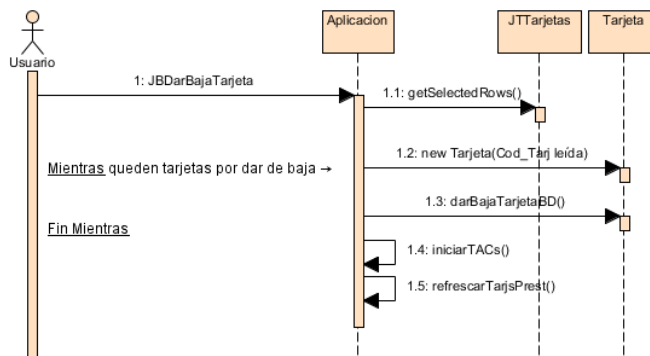 Aplicacion
JTTarjetas
Tarjeta
Usuario
1: JBDarBajaTarjeta
1.1: getSelectedRows()
Mientras queden tarjetas por dar de baja →
1.2: new Tarjeta(Cod_Tarj leída)
1.3: darBajaTarjetaBD()
Fin Mientras
1.4: iniciarTACs()
1.5: refrescarTarjsPrest()